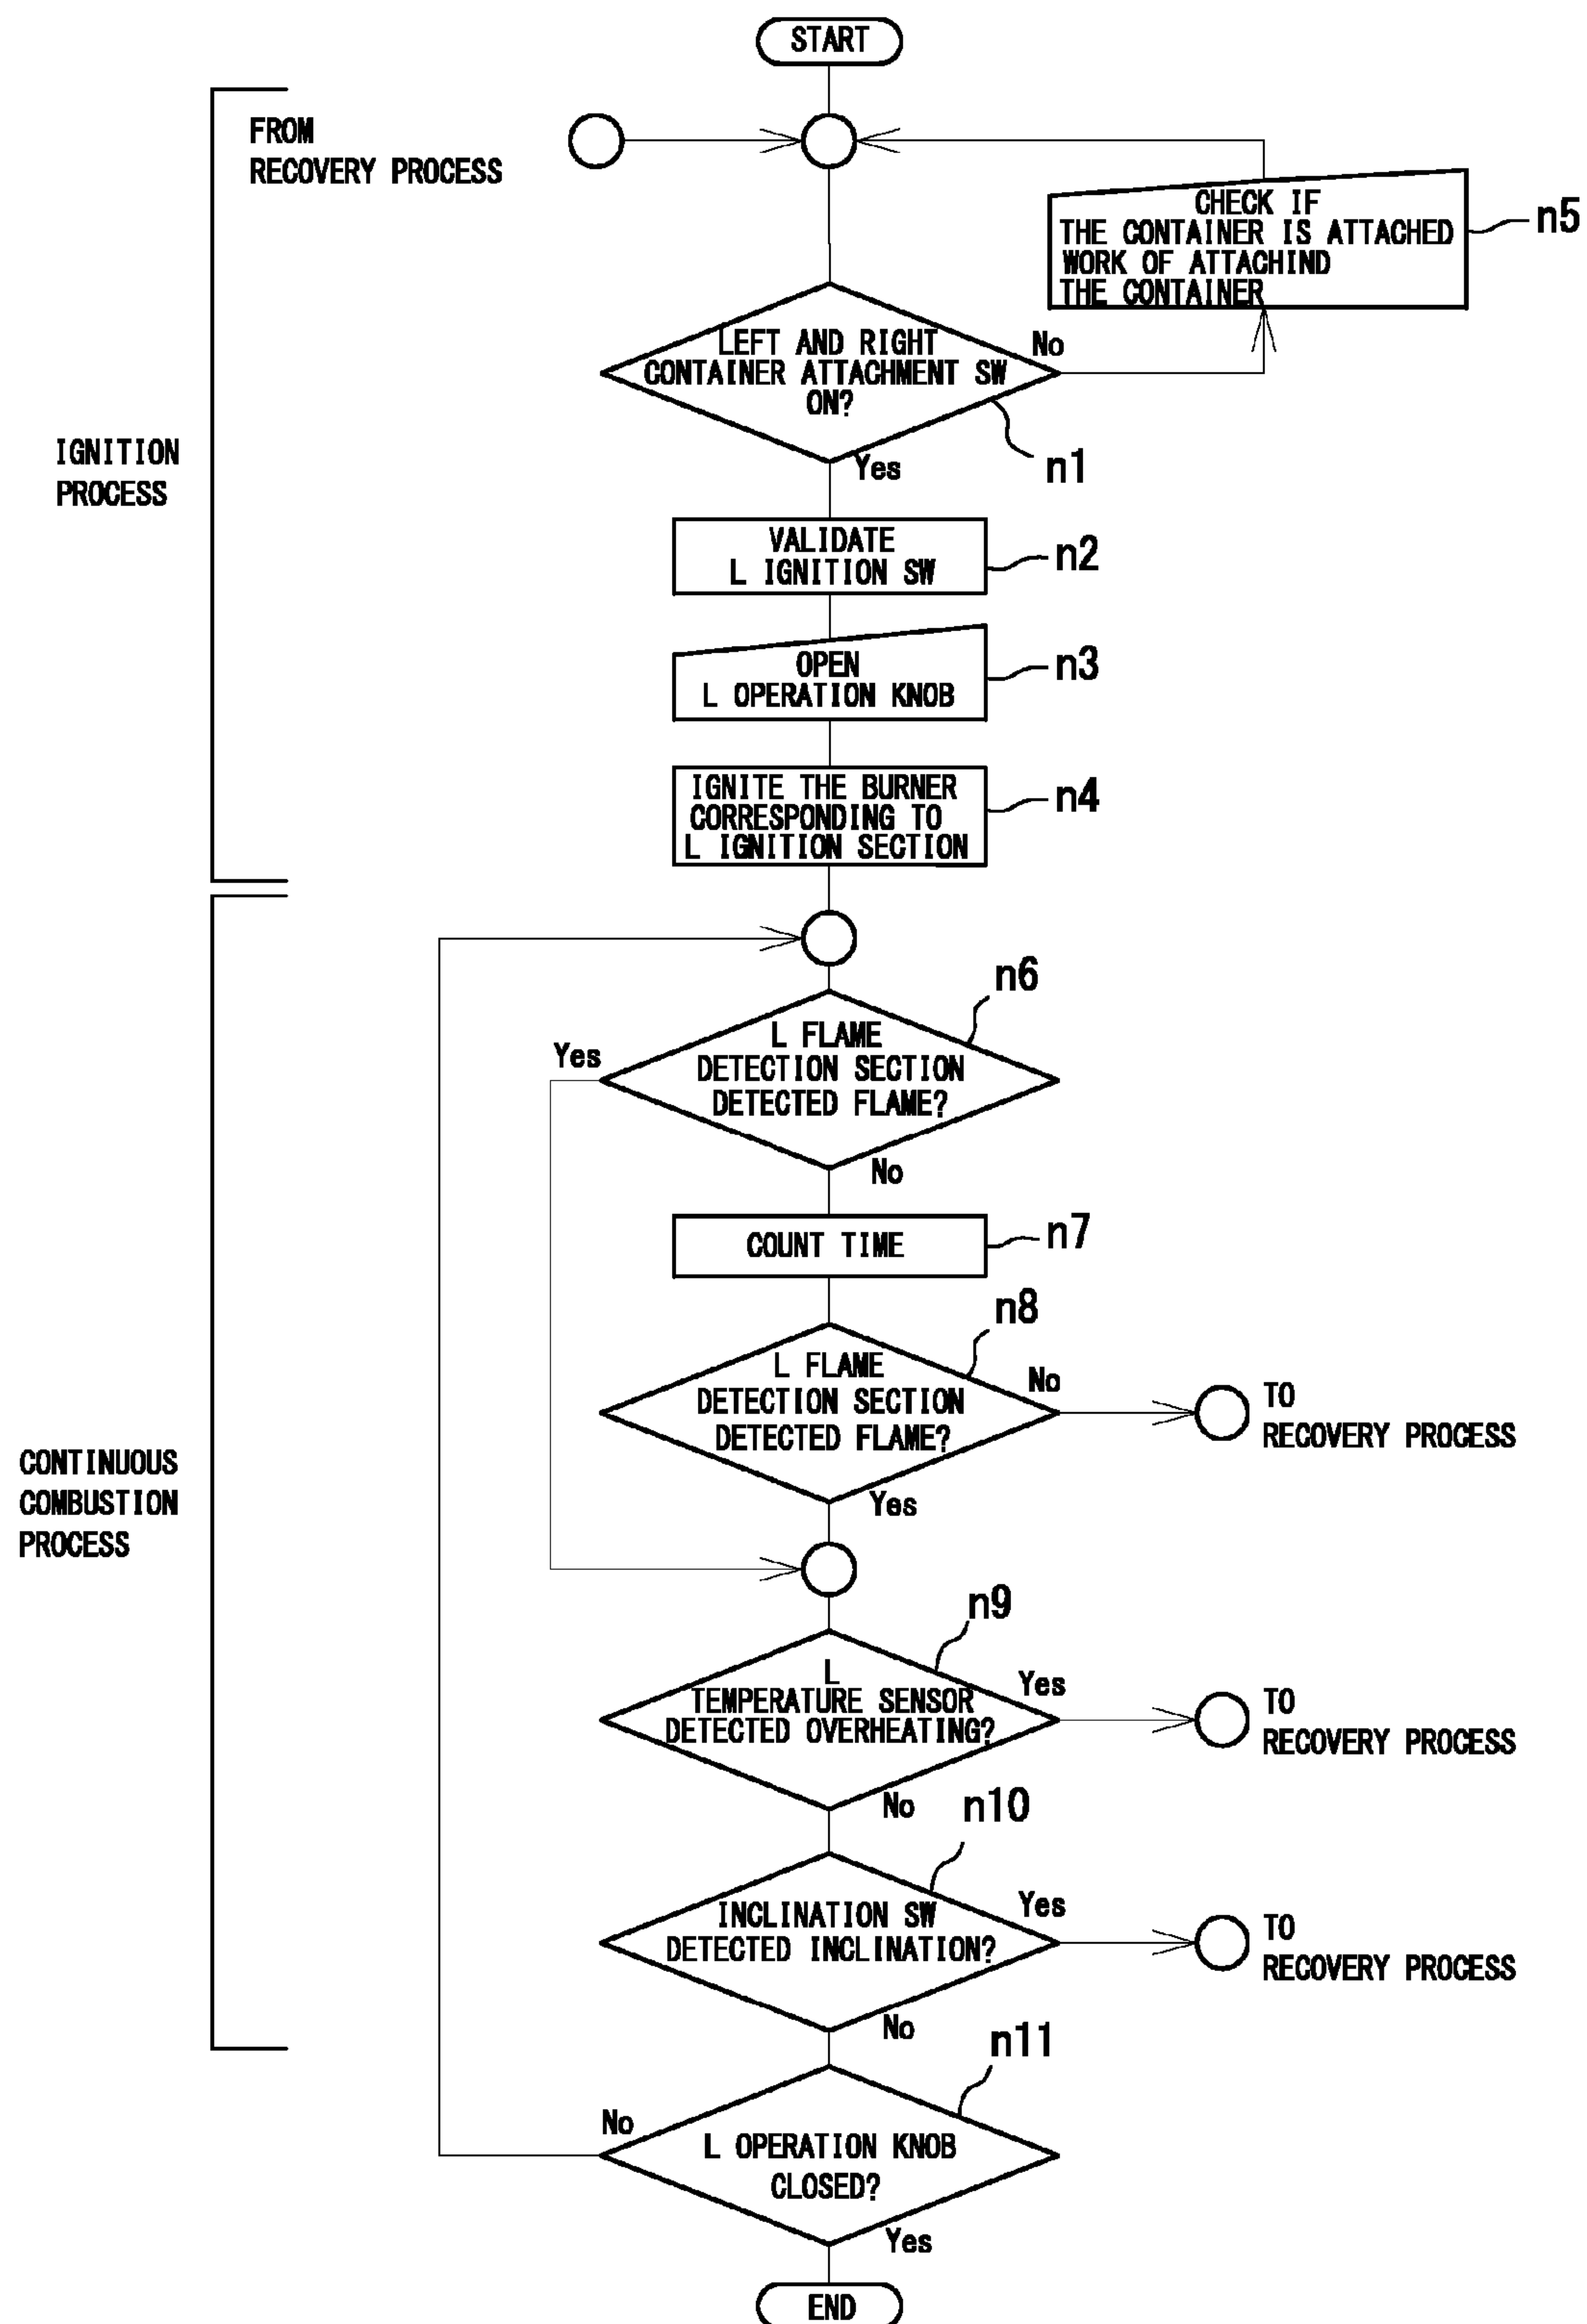 START
FROM
RECOVERY PROCESS
CHECK IF
THE CONTAINER IS ATTACHED
WORK OF ATTACHIND
THE CONTAINER
n5
LEFT AND RIGHT
CONTAINER ATTACHMENT SW
ON?
No
Yes
n1
IGNITION
PROCESS
VALIDATE
L IGNITION SW
n2
OPEN
L OPERATION KNOB
n3
IGNITE THE BURNER
CORRESPONDING TO
L IGNITION SECTION
n4
n6
L FLAME
DETECTION SECTION
DETECTED FLAME?
Yes
No
COUNT TIME
n7
n8
L FLAME
DETECTION SECTION
DETECTED FLAME?
No
TO
RECOVERY PROCESS
Yes
CONTINUOUS
COMBUSTION
PROCESS
n9
L
TEMPERATURE SENSOR
DETECTED OVERHEATING?
Yes
TO
RECOVERY PROCESS
No
n10
INCLINATION SW
DETECTED INCLINATION?
Yes
TO
RECOVERY PROCESS
No
n11
L OPERATION KNOB
CLOSED?
No
Yes
END